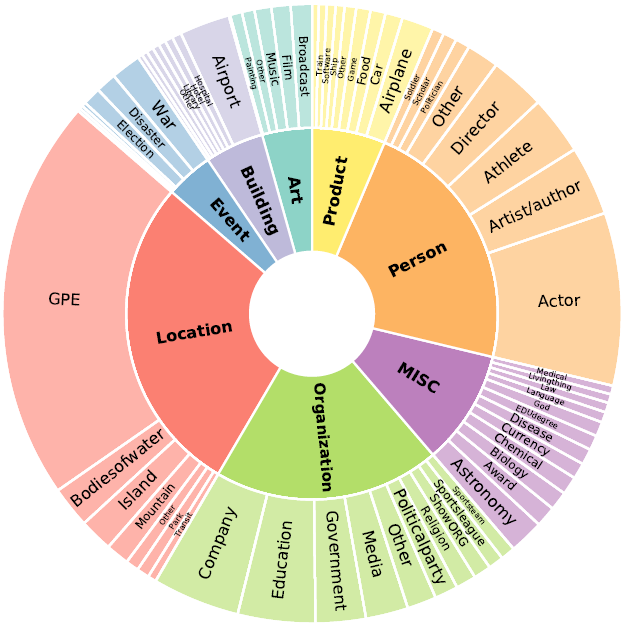 Art
Product
Person
MISC
Organization
Location
Event
Building
Painting
Other
Music
Film
Broadcast
Train
Software
Ship
Other
Game
Food
Car
Airplane
Soldier
Scholar
Politician
Other
Director
Athlete
Artist/author
Actor
Medical
Livingthing
Law
Language
God
EDUdegree
Disease
Currency
Chemical
Biology
Award
Astronomy
Sportsteam
Sportsleague
ShowORG
Religion
Politicalparty
Other
Media
Government
Education
Company
Transit
Park
Other
Mountain
Island
Bodiesofwater
GPE
Election
Disaster
War
Other
Library
Hotel
Hospital
Airport